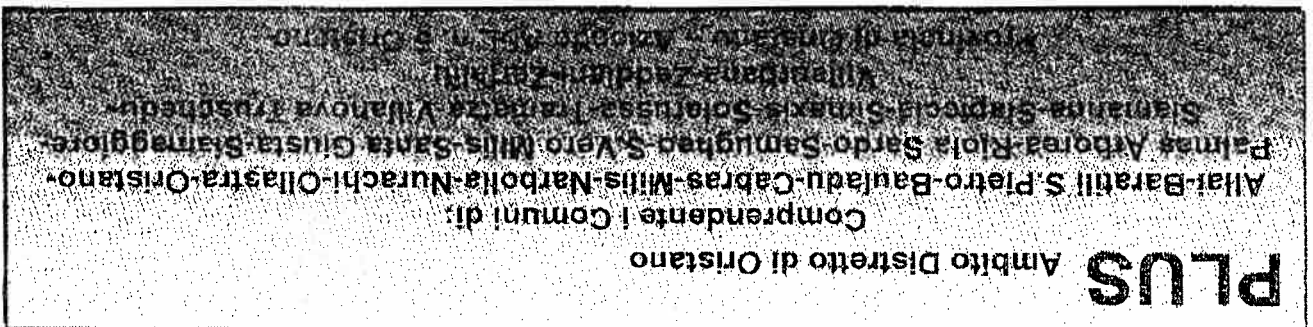 PLUS Ambito Distretto di Oristano
Comprendente i Comuni di:
Allai-Baratili S.Pietro-Bauladu-Cabras-Milis-Narbolia-Nurachi-Ollastra-Oristano-
Palmas Arborea-Riola Sardo-Samugheo-S.Vero Milis-Santa Giusta-Siamaggiore-
Siamanna-Siapiccia-Simaxis-Solarussa-Tramatza-Villanova Truschedu-
Villaurbana-Zeddiani-Zerfaliu
Provincia di Oristano – Azienda ASL n. 5 Oristano